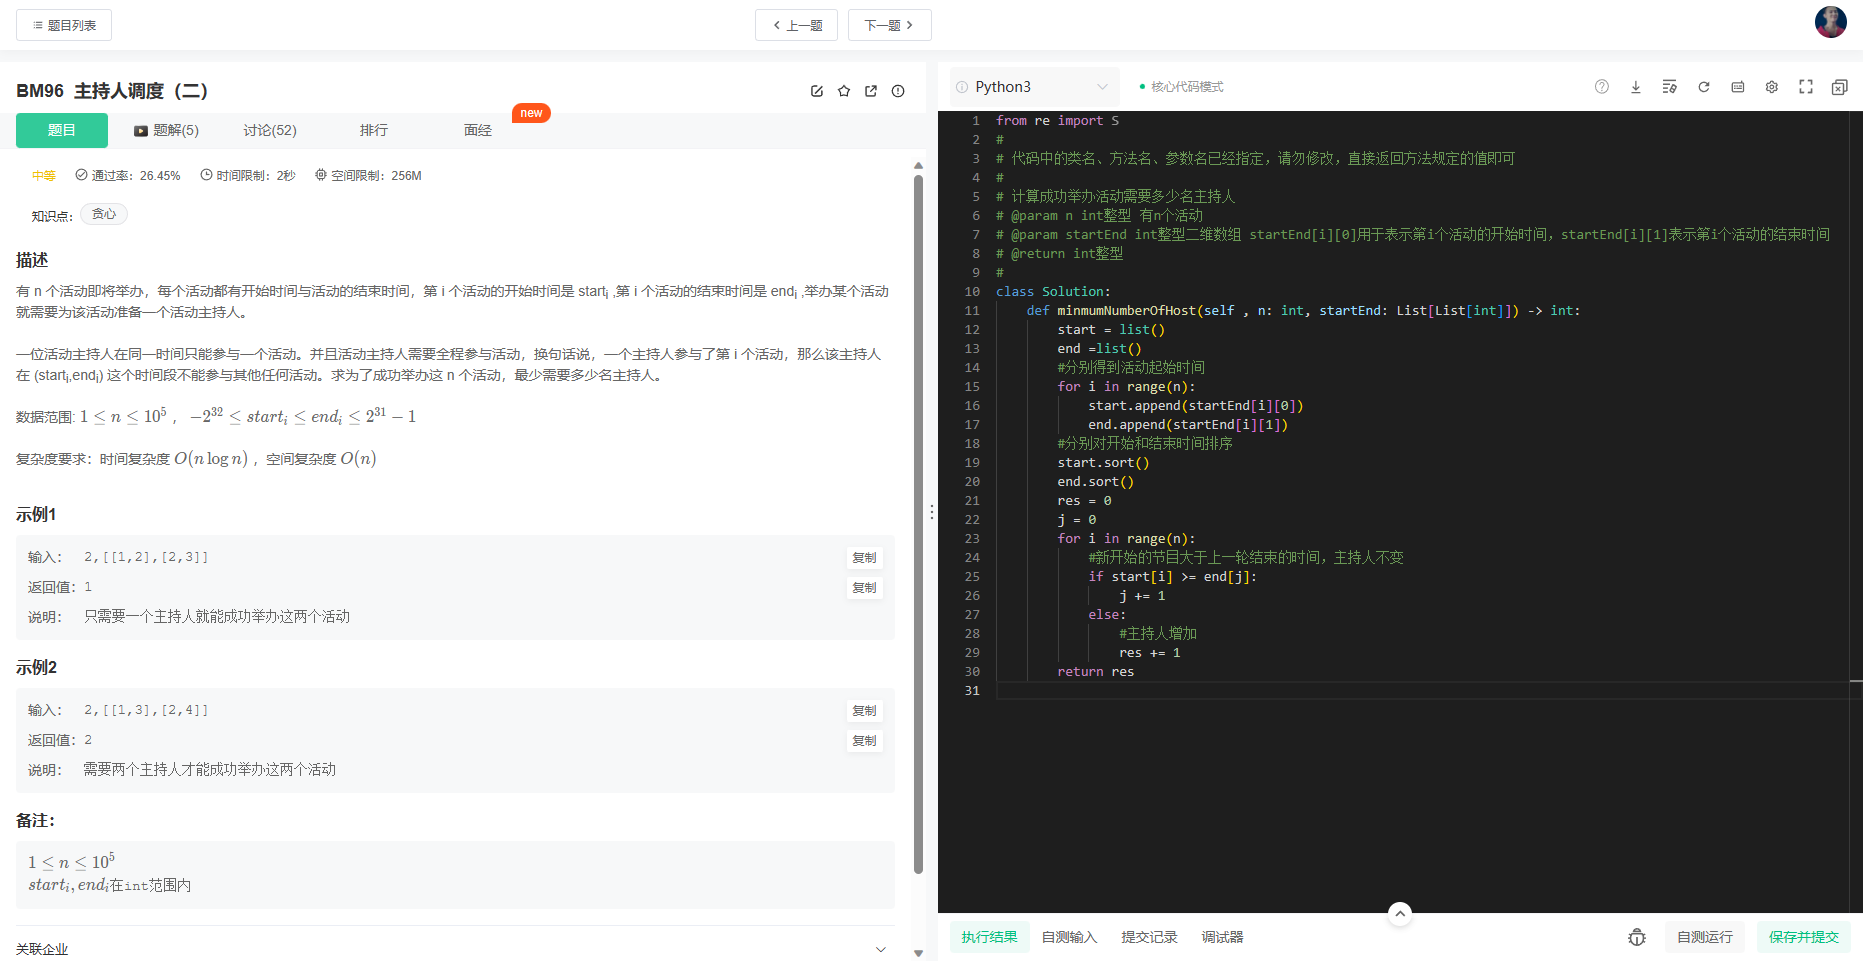 题目列表
上一题
下一题
BM96 主持人调度（二）
题目
题解(5)
讨论(52)
排行
面经
new
中等 通过率：26.45% 时间限制：2秒 空间限制：256M
知识点： 贪心
描述
有 n 个活动即将举办，每个活动都有开始时间与活动的结束时间，第 i 个活动的开始时间是 starti ,第 i 个活动的结束时间是 endi ,举办某个活动
就需要为该活动准备一个活动主持人。
一位活动主持人在同一时间只能参与一个活动。并且活动主持人需要全程参与活动，换句话说，一个主持人参与了第 i 个活动，那么该主持人
在 (starti,endi) 这个时间段不能参与其他任何活动。求为了成功举办这 n 个活动，最少需要多少名主持人。
数据范围: 1 ≤ n ≤ 10^5 ， −2^32 ≤ starti ≤ endi ≤ 2^31 − 1
复杂度要求：时间复杂度 O(n log n) ，空间复杂度 O(n)
示例1
输入： 2,[[1,2],[2,3]]
复制
返回值：1
复制
说明： 只需要一个主持人就能成功举办这两个活动
示例2
输入： 2,[[1,3],[2,4]]
复制
返回值：2
复制
说明： 需要两个主持人才能成功举办这两个活动
备注：
1 ≤ n ≤ 10^5
starti, endi在int范围内
关联企业
Python3
核心代码模式
1 from re import S
2 #
3 # 代码中的类名、方法名、参数名已经指定，请勿修改，直接返回方法规定的值即可
4 #
5 # 计算成功举办活动需要多少名主持人
6 # @param n int整型 有n个活动
7 # @param startEnd int整型二维数组 startEnd[i][0]用于表示第i个活动的开始时间，startEnd[i][1]表示第i个活动的结束时间
8 # @return int整型
9 #
10 class Solution:
11     def minmumNumberOfHost(self , n: int, startEnd: List[List[int]]) -> int:
12         start = list()
13         end =list()
14         #分别得到活动起始时间
15         for i in range(n):
16             start.append(startEnd[i][0])
17             end.append(startEnd[i][1])
18         #分别对开始和结束时间排序
19         start.sort()
20         end.sort()
21         res = 0
22         j = 0
23         for i in range(n):
24             #新开始的节目大于上一轮结束的时间，主持人不变
25             if start[i] >= end[j]:
26                 j += 1
27             else:
28                 #主持人增加
29                 res += 1
30         return res
31
执行结果
自测输入
提交记录
调试器
自测运行
保存并提交